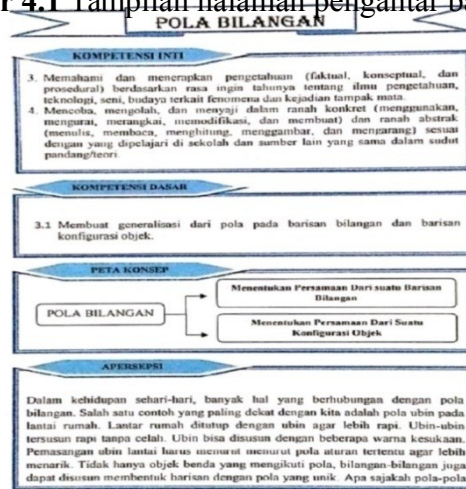 r 4.1 Tampilan halaman pengantar ba
POLA BILANGAN
KOMPETENSI INTI
3. Memahami dan menerapkan pengetahuan (faktual, konseptual, dan
prosedural) berdasarkan rasa ingin tahunya tentang ilmu pengetahuan,
teknologi, seni, budaya terkait fenomena dan kejadian tampak mata.
4. Mencoba, mengolah, dan menyaji dalam ranah konkret (menggunakan,
mengurai, merangkai, memodifikasi, dan membuat) dan ranah abstrak
(menulis, membaca, menghitung, menggambar, dan mengarang) sesuai
dengan yang dipelajari di sekolah dan sumber lain yang sama dalam sudut
pandang/teori.
KOMPETENSI DASAR
3.1 Membuat generalisasi dari pola pada barisan bilangan dan barisan
konfigurasi objek.
PETA KONSEP
POLA BILANGAN
Menentukan Persamaan Dari suatu Barisan
Bilangan
Menentukan Persamaan Dari Suatu
Konfigurasi Objek
APERSEPSI
Dalam kehidupan sehari-hari, banyak hal yang berhubungan dengan pola
bilangan. Salah satu contoh yang paling dekat dengan kita adalah pola ubin pada
lantai rumah. Lantar rumah ditutup dengan ubin agar lebih rapi. Ubin-ubin
tersusun rapi tanpa celah. Ubin bisa disusun dengan beberapa warna kesukaan.
Pemasangan ubin lantai harus menurut menurut pola aturan tertentu agar lebih
menarik. Tidak hanya objek benda yang mengikuti pola, bilangan-bilangan juga
dapat disusun membentuk barisan dengan pola yang unik. Apa sajakah pola-pola